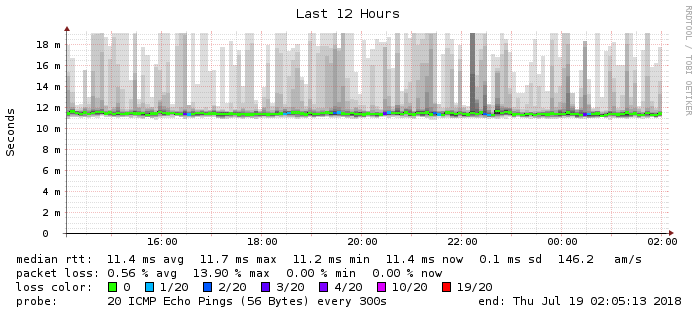 Last 12 Hours
RRDTOOL / TOBI OETIKER
Seconds
18 m
16 m
14 m
12 m
10 m
8 m
6 m
4 m
2 m
0
16:00 18:00 20:00 22:00 00:00 02:00
median rtt: 11.4 ms avg 11.7 ms max 11.2 ms min 11.4 ms now 0.1 ms sd 146.2 am/s
packet loss: 0.56 % avg 13.90 % max 0.00 % min 0.00 % now
loss color: 0 1/20 2/20 3/20 4/20 10/20 19/20
probe: 20 ICMP Echo Pings (56 Bytes) every 300s end: Thu Jul 19 02:05:13 2018